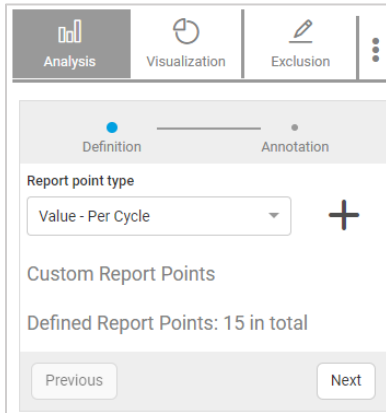 Analysis
Visualization
Exclusion
Definition
Annotation
Report point type
Value - Per Cycle
Custom Report Points
Defined Report Points: 15 in total
Previous
Next